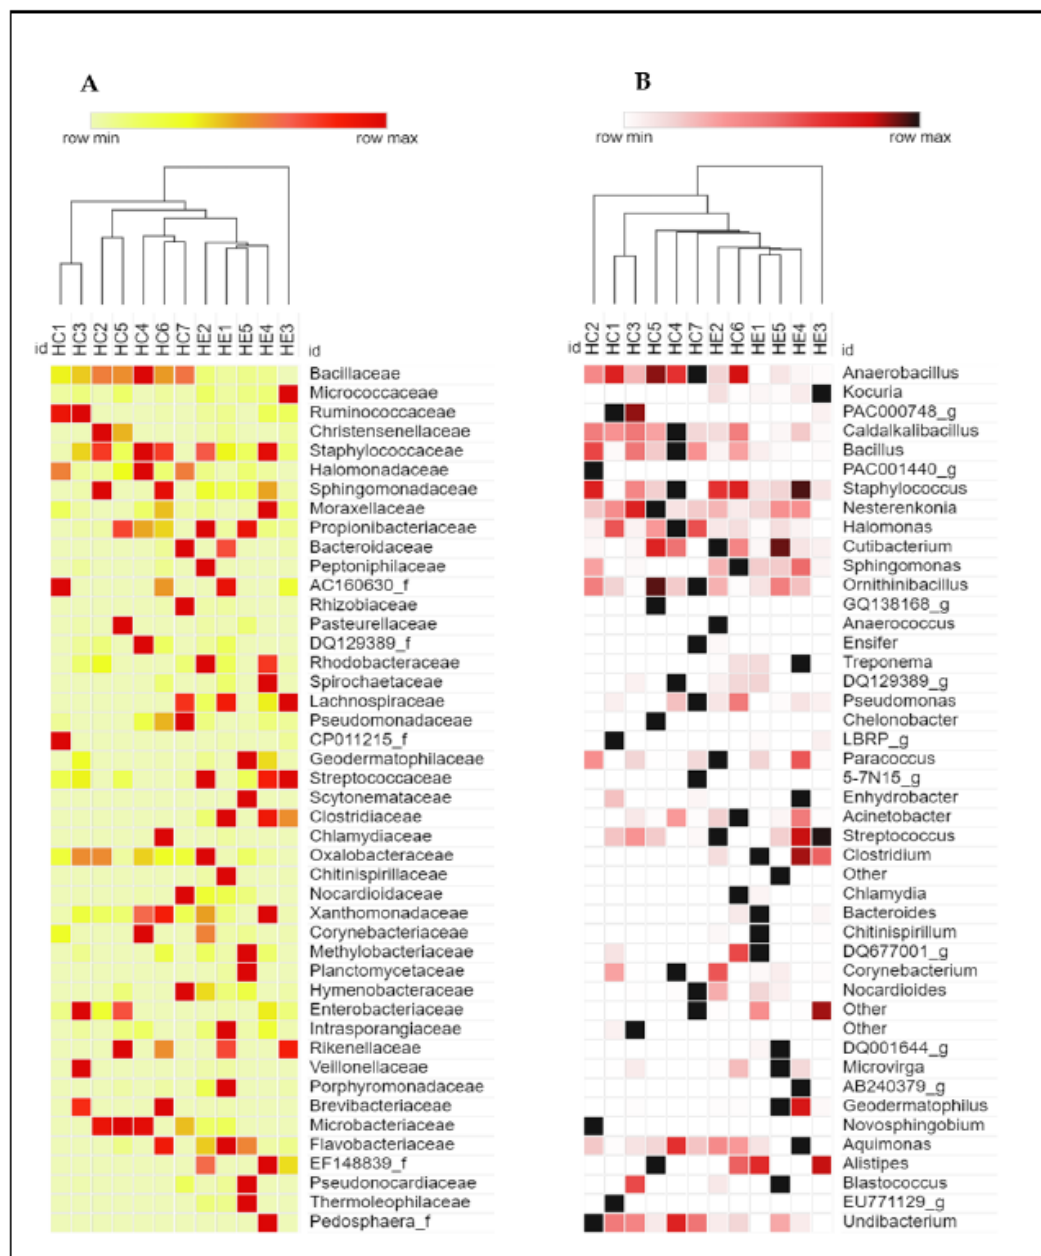 A
row min row max
id HC1 HC3 HC2 HC5 HC4 HC6 HC7 HE2 HE1 HE5 HE4 HE3 id
Bacillaceae
Micrococcaceae
Ruminococcaceae
Christensenellaceae
Staphylococcaceae
Halomonadaceae
Sphingomonadaceae
Moraxellaceae
Propionibacteriaceae
Bacteroidaceae
Peptoniphilaceae
AC160630_f
Rhizobiaceae
Pasteurellaceae
DQ129389_f
Rhodobacteraceae
Spirochaetaceae
Lachnospiraceae
Pseudomonadaceae
CP011215_f
Geodermatophilaceae
Streptococcaceae
Scytonemataceae
Clostridiaceae
Chlamydiaceae
Oxalobacteraceae
Chitinispirillaceae
Nocardioidaceae
Xanthomonadaceae
Corynebacteriaceae
Methylobacteriaceae
Planctomycetaceae
Hymenobacteraceae
Enterobacteriaceae
Intrasporangiaceae
Rikenellaceae
Veillonellaceae
Porphyromonadaceae
Brevibacteriaceae
Microbacteriaceae
Flavobacteriaceae
EF148839_f
Pseudonocardiaceae
Thermoleophilaceae
Pedosphaera_f
B
row min row max
id HC2 HC1 HC3 HC5 HC4 HC7 HE2 HC6 HE1 HE5 HE4 HE3 id
Anaerobacillus
Kocuria
PAC000748_g
Caldalkalibacillus
Bacillus
PAC001440_g
Staphylococcus
Nesterenkonia
Halomonas
Cutibacterium
Sphingomonas
Ornithinibacillus
GQ138168_g
Anaerococcus
Ensifer
Treponema
DQ129389_g
Pseudomonas
Chelonobacter
LBRP_g
Paracoccus
5-7N15_g
Enhydrobacter
Acinetobacter
Streptococcus
Clostridium
Other
Chlamydia
Bacteroides
Chitinispirillum
DQ677001_g
Corynebacterium
Nocardioides
Other
Other
DQ001644_g
Microvirga
AB240379_g
Geodermatophilus
Novosphingobium
Aquimonas
Alistipes
Blastococcus
EU771129_g
Undibacterium